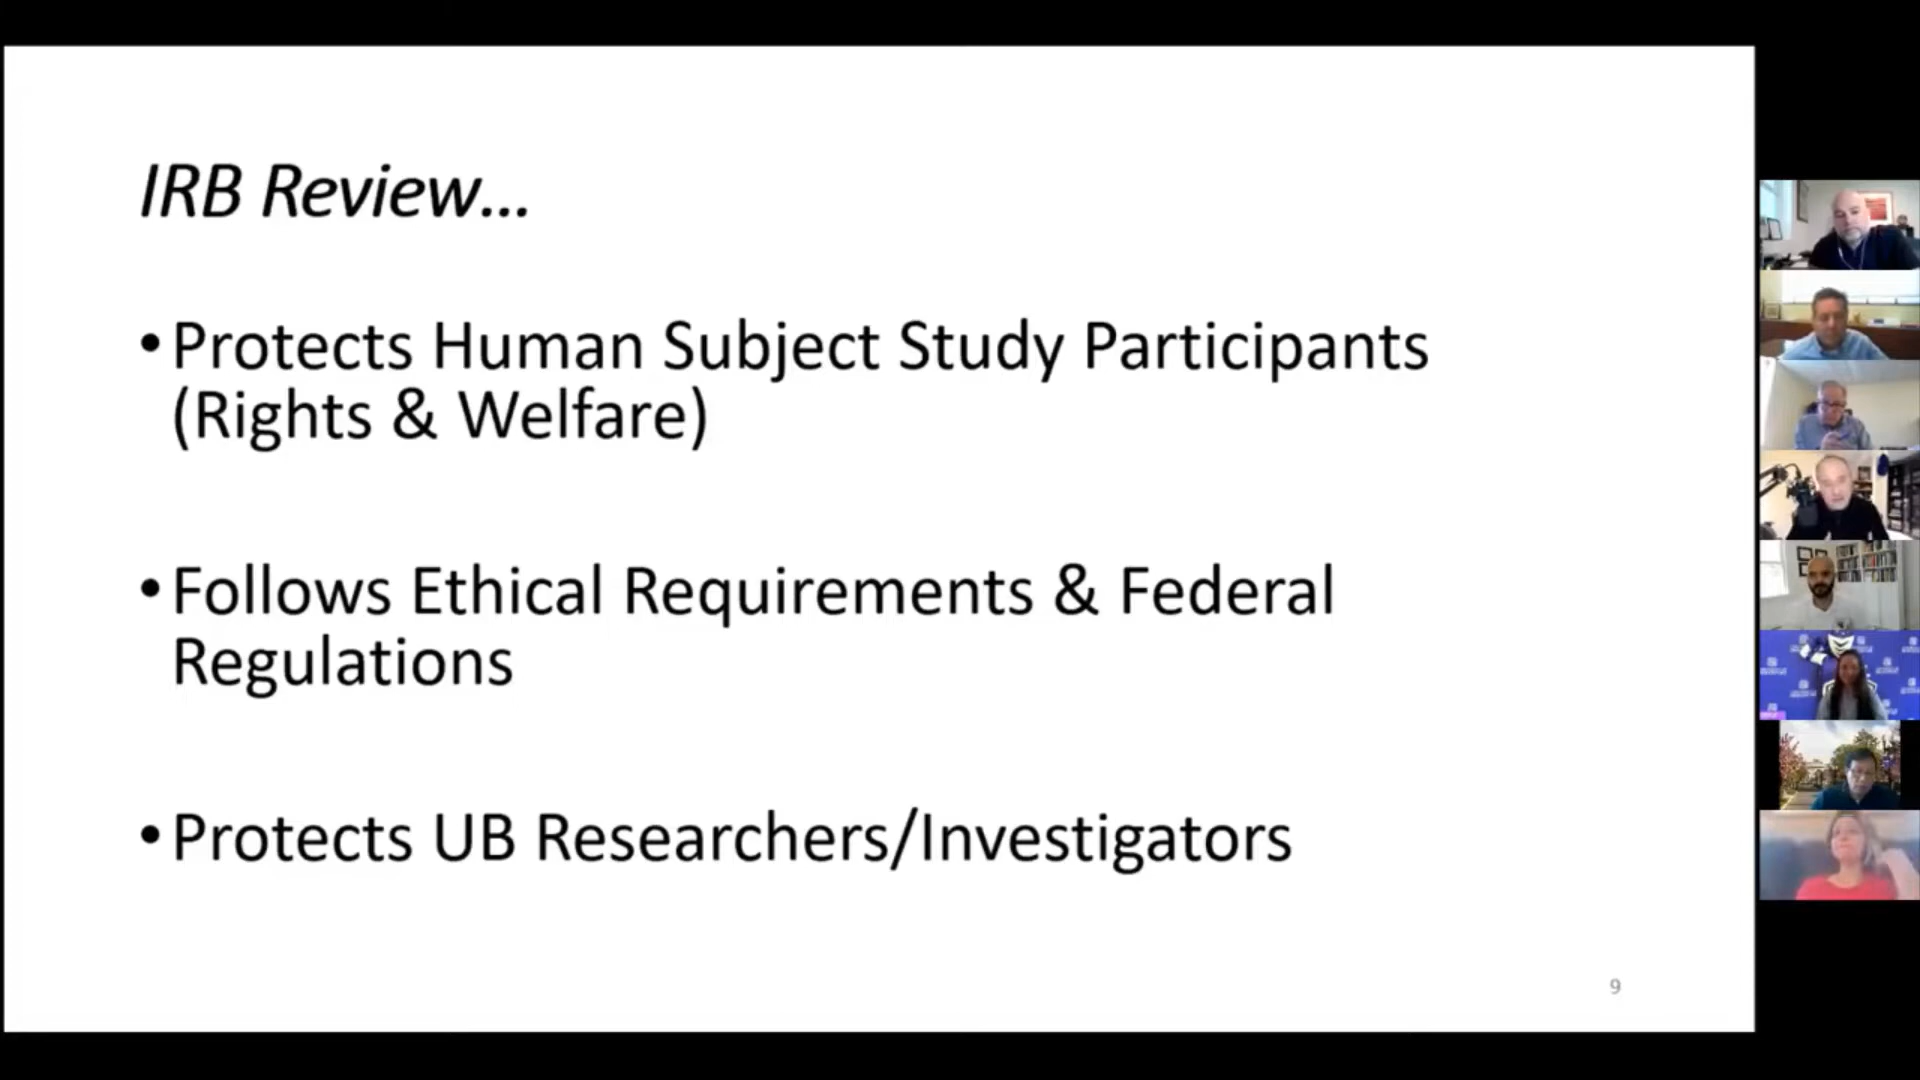 IRB Review...
•Protects Human Subject Study Participants
(Rights & Welfare)
•Follows Ethical Requirements & Federal
Regulations
•Protects UB Researchers/Investigators
9